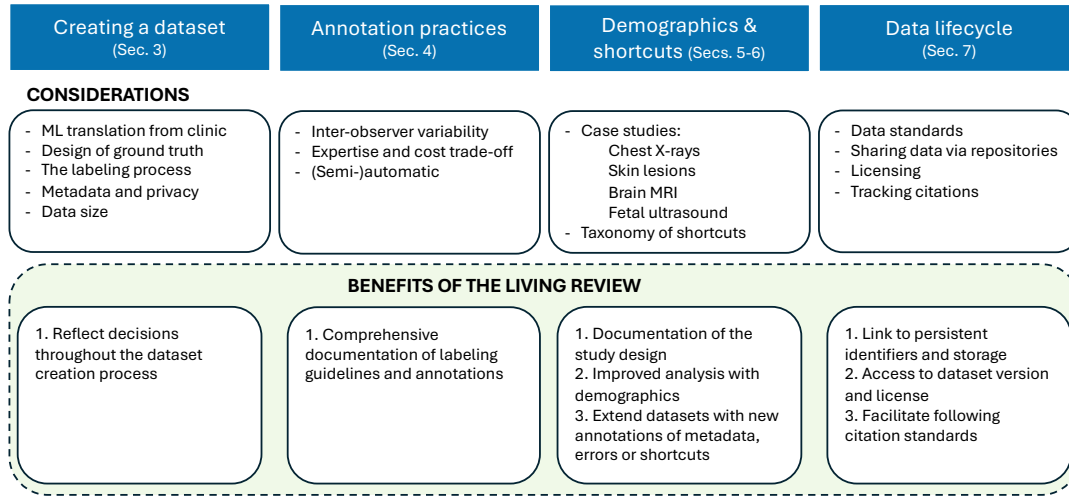 Creating a dataset
(Sec. 3)
Annotation practices
(Sec. 4)
Demographics &
shortcuts (Secs. 5-6)
Data lifecycle
(Sec. 7)
CONSIDERATIONS
- ML translation from clinic
- Design of ground truth
- The labeling process
- Metadata and privacy
- Data size
- Inter-observer variability
- Expertise and cost trade-off
- (Semi-)automatic
- Case studies:
Chest X-rays
Skin lesions
Brain MRI
Fetal ultrasound
- Taxonomy of shortcuts
- Data standards
- Sharing data via repositories
- Licensing
- Tracking citations
BENEFITS OF THE LIVING REVIEW
1. Reflect decisions
throughout the dataset
creation process
1. Comprehensive
documentation of labeling
guidelines and annotations
1. Documentation of the
study design
2. Improved analysis with
demographics
3. Extend datasets with new
annotations of metadata,
errors or shortcuts
1. Link to persistent
identifiers and storage
2. Access to dataset version
and license
3. Facilitate following
citation standards